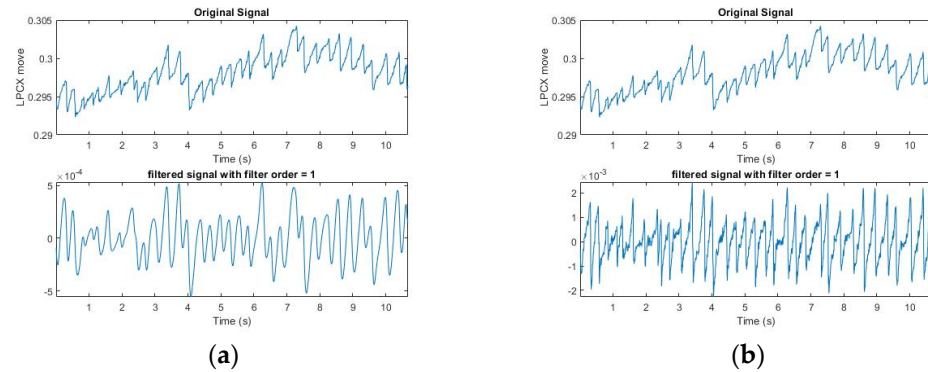 Original Signal
0.305
0.3
0.295
0.29
LPCX move
1 2 3 4 5 6 7 8 9 10
Time (s)
×10⁻⁴
filtered signal with filter order = 1
5
0
-5
1 2 3 4 5 6 7 8 9 10
Time (s)
(a)
Original Signal
0.305
0.3
0.295
0.29
LPCX move
1 2 3 4 5 6 7 8 9 10
Time (s)
×10⁻³
filtered signal with filter order = 1
2
1
0
-1
-2
1 2 3 4 5 6 7 8 9 10
Time (s)
(b)